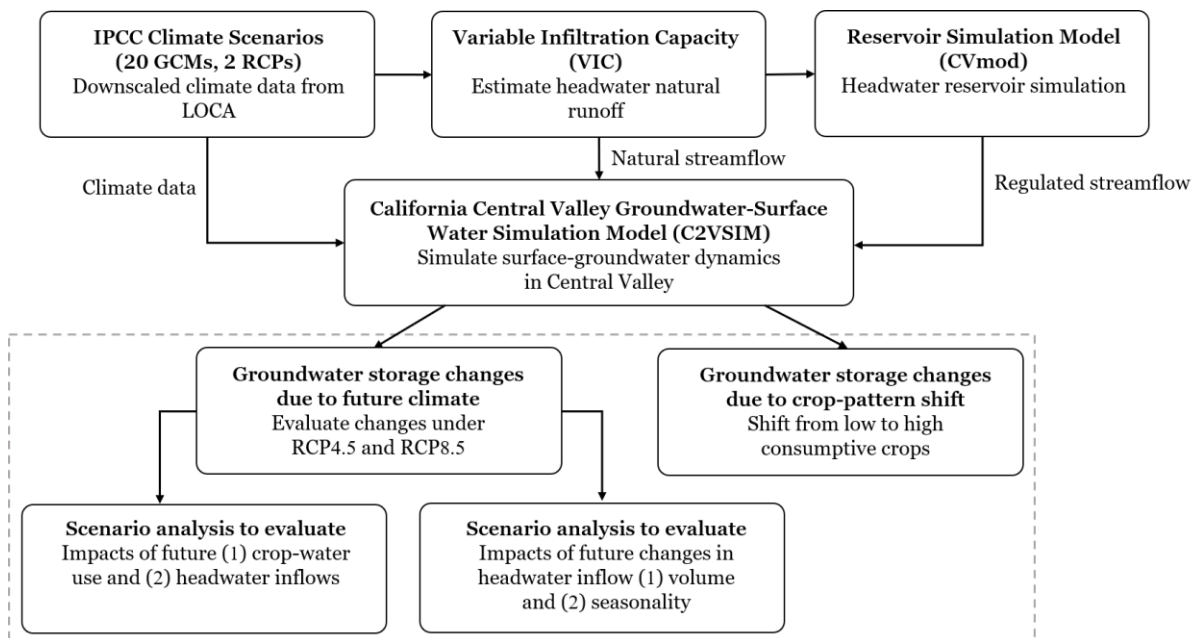 IPCC Climate Scenarios
(20 GCMs, 2 RCPs)
Downscaled climate data from
LOCA
Variable Infiltration Capacity
(VIC)
Estimate headwater natural
runoff
Reservoir Simulation Model
(CVmod)
Headwater reservoir simulation
Climate data
Natural streamflow
Regulated streamflow
California Central Valley Groundwater-Surface
Water Simulation Model (C2VSIM)
Simulate surface-groundwater dynamics
in Central Valley
Groundwater storage changes
due to future climate
Evaluate changes under
RCP4.5 and RCP8.5
Groundwater storage changes
due to crop-pattern shift
Shift from low to high
consumptive crops
Scenario analysis to evaluate
Impacts of future (1) crop-water
use and (2) headwater inflows
Scenario analysis to evaluate
Impacts of future changes in
headwater inflow (1) volume
and (2) seasonality